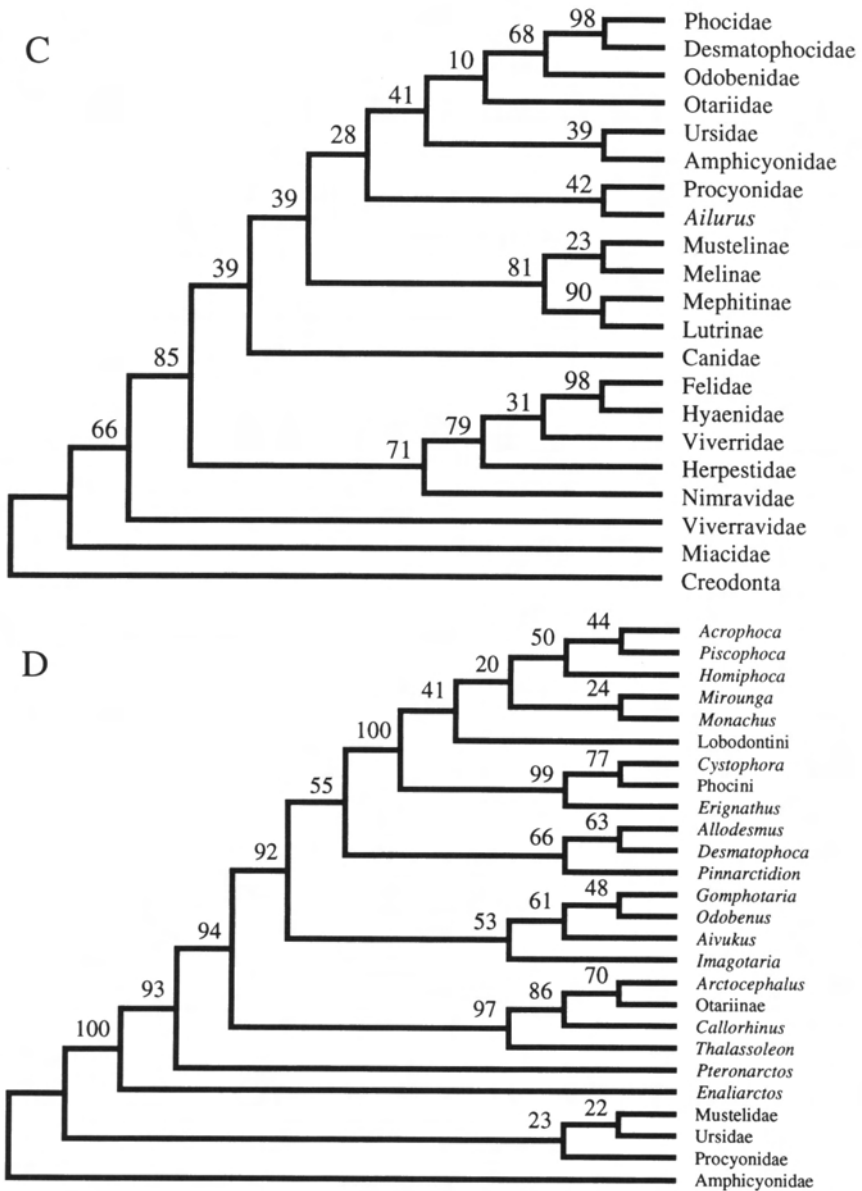 C
98 Phocidae
68 Desmatophocidae
10 Odobenidae
41 Otariidae
39 Ursidae
28 Amphicyonidae
42 Procyonidae
39 Ailurus
23 Mustelinae
81 Melinae
90 Mephitinae
39 Lutrinae
85 Canidae
98 Felidae
31 Hyaenidae
79 Viverridae
71 Herpestidae
66 Nimravidae
Viverravidae
Miacidae
Creodonta
D
44 Acrophoca
50 Piscophoca
20 Homiphoca
24 Mirounga
41 Monachus
100 Lobodontini
77 Cystophora
99 Phocini
55 Erignathus
63 Allodesmus
66 Desmatophoca
92 Pinnarctidion
48 Gomphotaria
61 Odobenus
53 Aivukus
94 Imagotaria
70 Arctocephalus
86 Otariinae
97 Callorhinus
93 Thalassoleon
100 Pteronarctos
Enaliarctos
22 Mustelidae
23 Ursidae
Procyonidae
Amphicyonidae